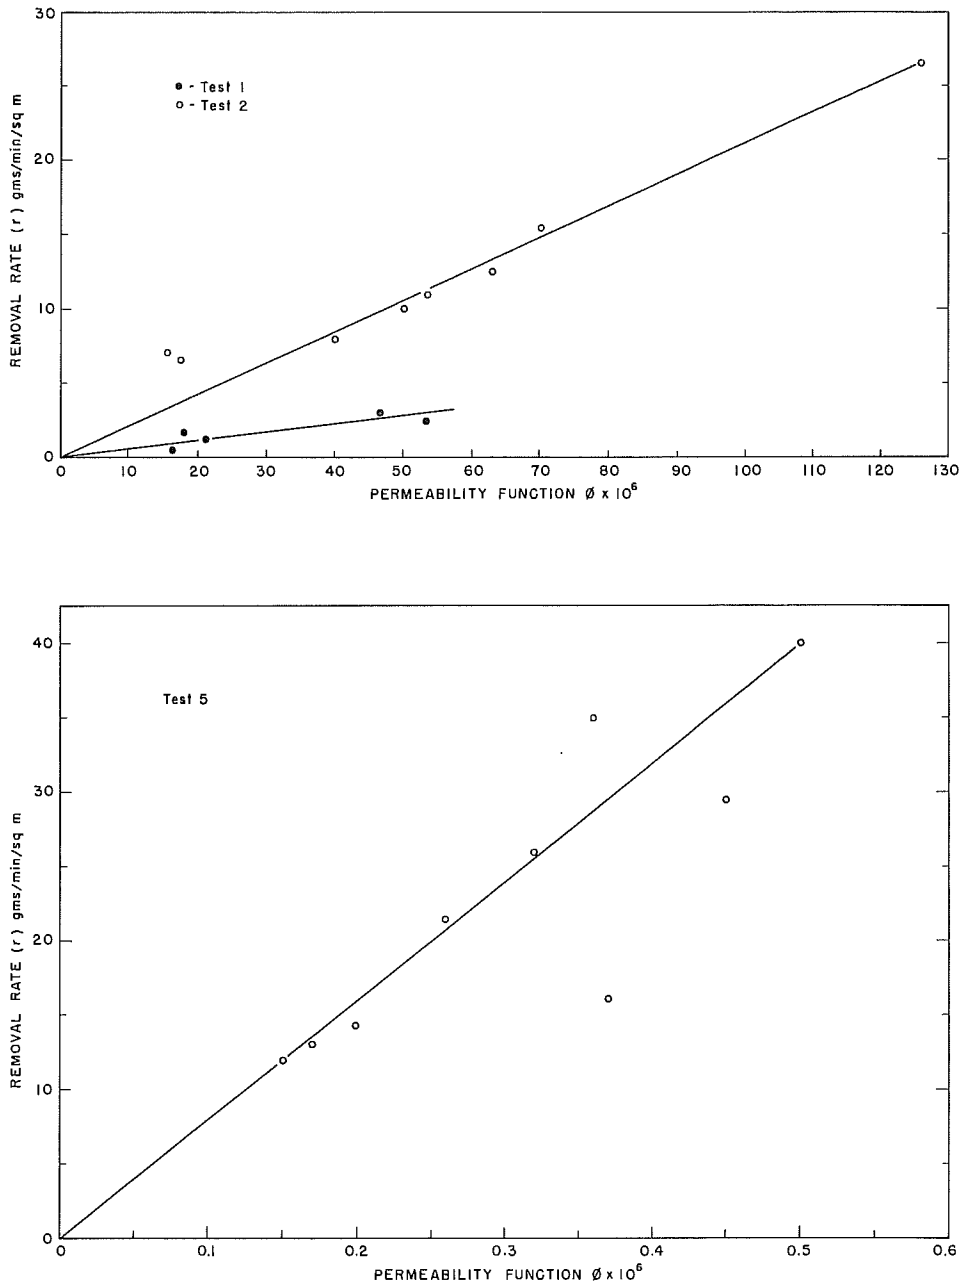 30
20
10
0
REMOVAL RATE (r) gms/min/sq m
● - Test 1
○ - Test 2
0 10 20 30 40 50 60 70 80 90 100 110 120 130
PERMEABILITY FUNCTION Ø x 10⁶
40
30
20
10
0
REMOVAL RATE (r) gms/min/sq m
Test 5
0 0.1 0.2 0.3 0.4 0.5 0.6
PERMEABILITY FUNCTION Ø x 10⁶